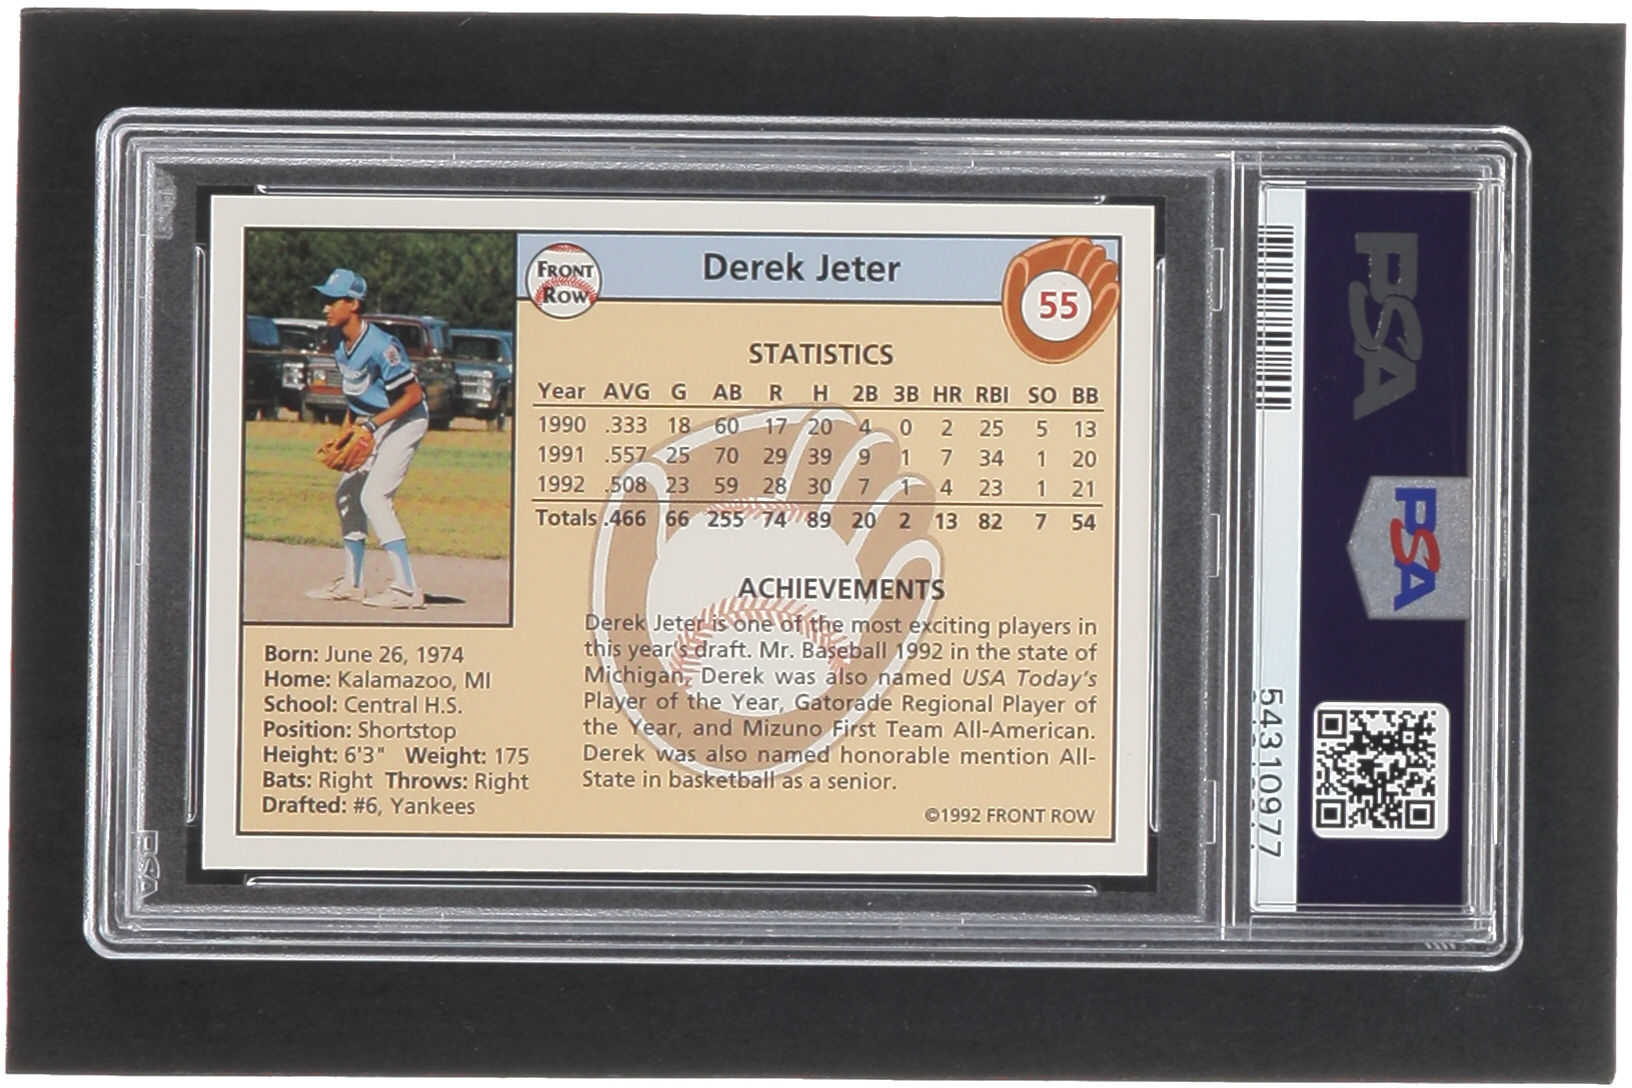 FRONT
ROW
Derek Jeter
55
STATISTICS
Year AVG G AB R H 2B 3B HR RBI SO BB
1990 .333 18 60 17 20 4 0 2 25 5 13
1991 .557 25 70 29 39 9 1 7 34 1 20
1992 .508 23 59 28 30 7 1 4 23 1 21
Totals .466 66 255 74 89 20 2 13 82 7 54
ACHIEVEMENTS
Derek Jeter is one of the most exciting players in
this year's draft. Mr. Baseball 1992 in the state of
Michigan, Derek was also named USA Today's
Player of the Year, Gatorade Regional Player of
the Year, and Mizuno First Team All-American.
Derek was also named honorable mention All-
State in basketball as a senior.
©1992 FRONT ROW
Born: June 26, 1974
Home: Kalamazoo, MI
School: Central H.S.
Position: Shortstop
Height: 6'3" Weight: 175
Bats: Right Throws: Right
Drafted: #6, Yankees
PSA
PSA
PSA
54310977